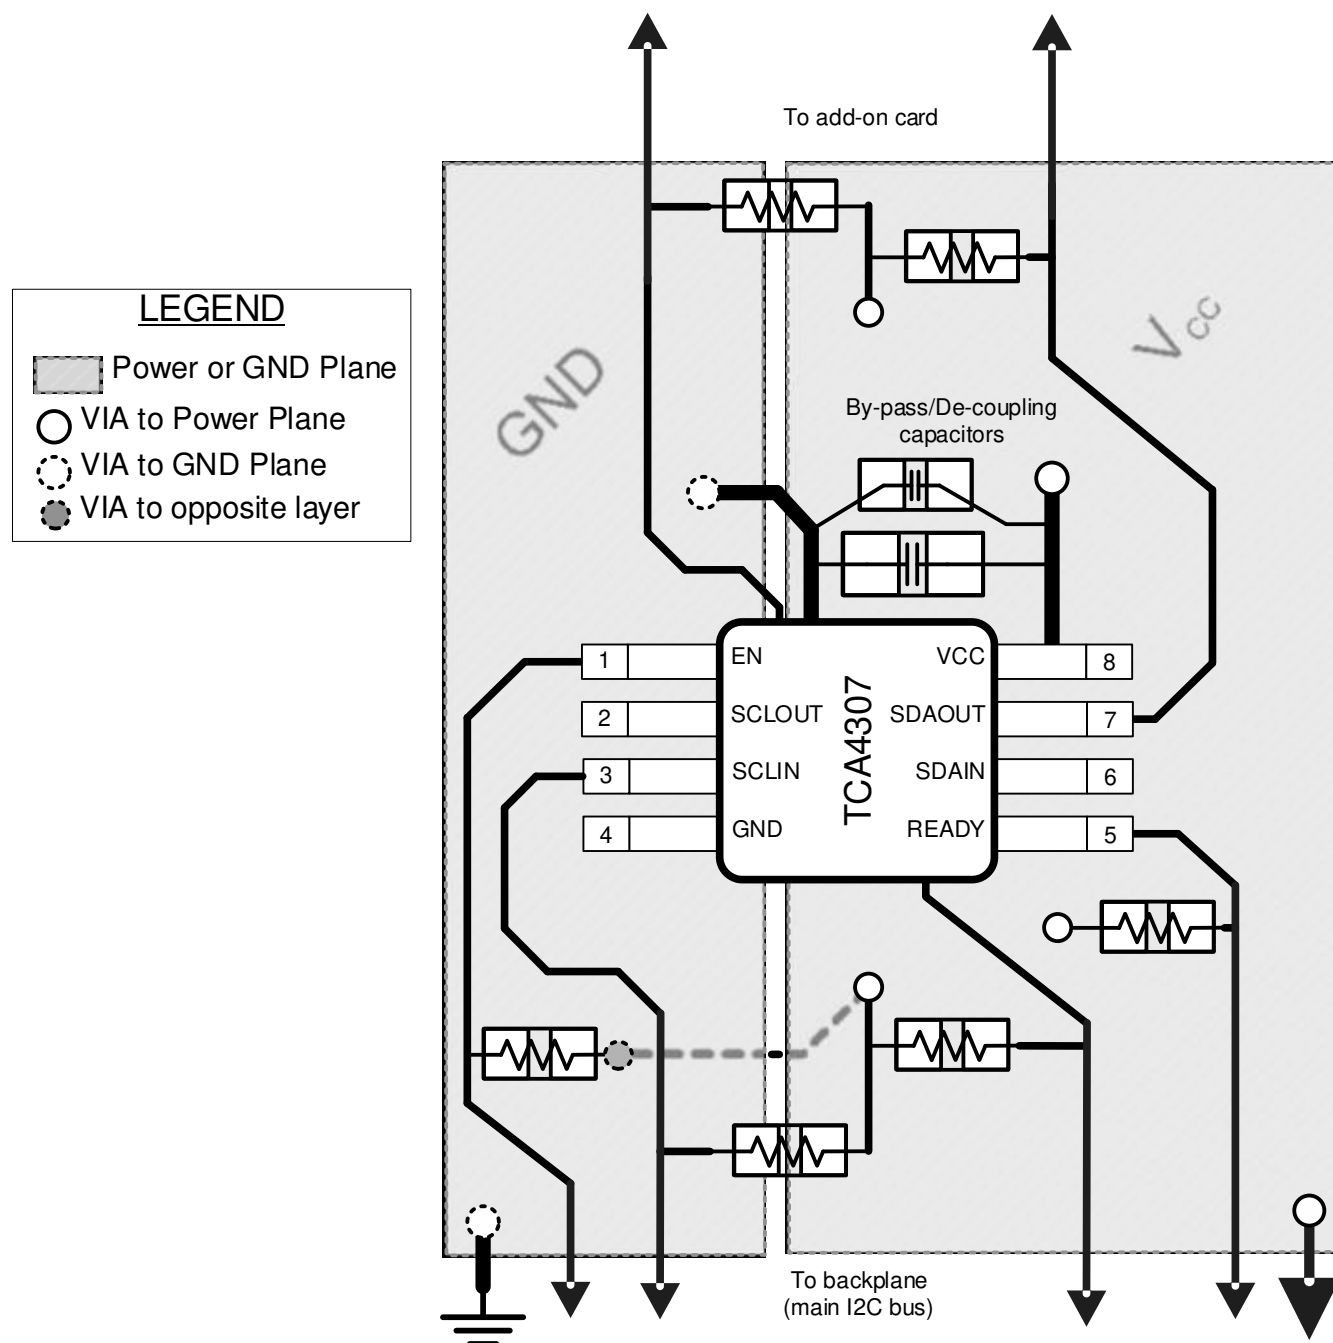 To add-on card
LEGEND
Power or GND Plane
VIA to Power Plane
VIA to GND Plane
VIA to opposite layer
GND
VCC
By-pass/De-coupling
capacitors
1 EN VCC 8
2 SCLOUT SDAOUT 7
3 SCLIN SDAIN 6
4 GND READY 5
TCA4307
To backplane
(main I2C bus)